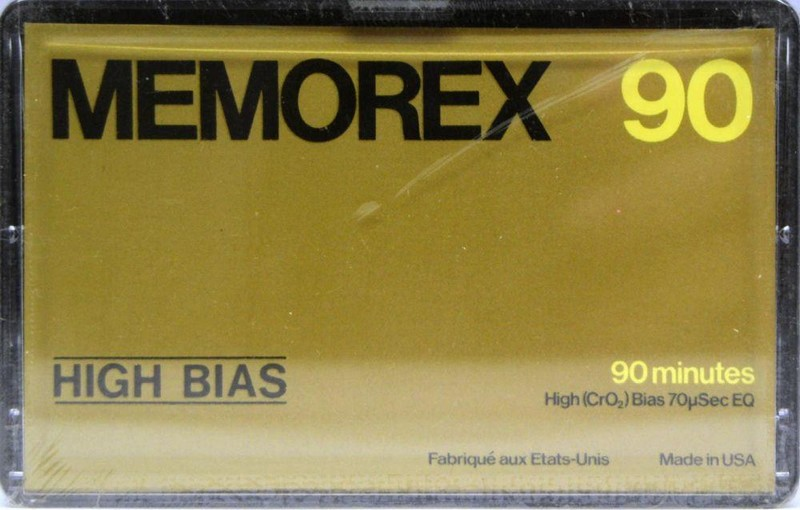 MEMOREX 90
HIGH BIAS
90 minutes
High (CrO₂) Bias 70µSec EQ
Fabriqué aux Etats-Unis Made in USA